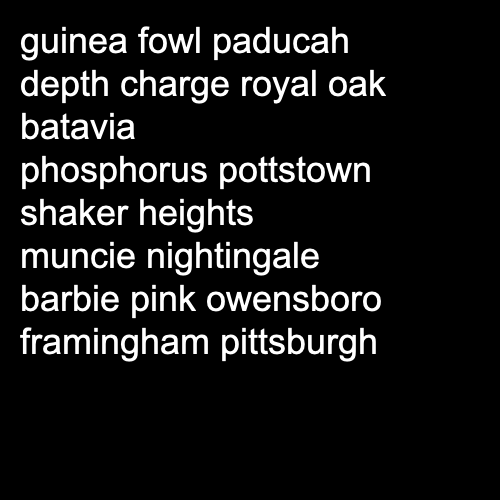 guinea fowl paducah
depth charge royal oak
batavia
phosphorus pottstown
shaker heights
muncie nightingale
barbie pink owensboro
framingham pittsburgh